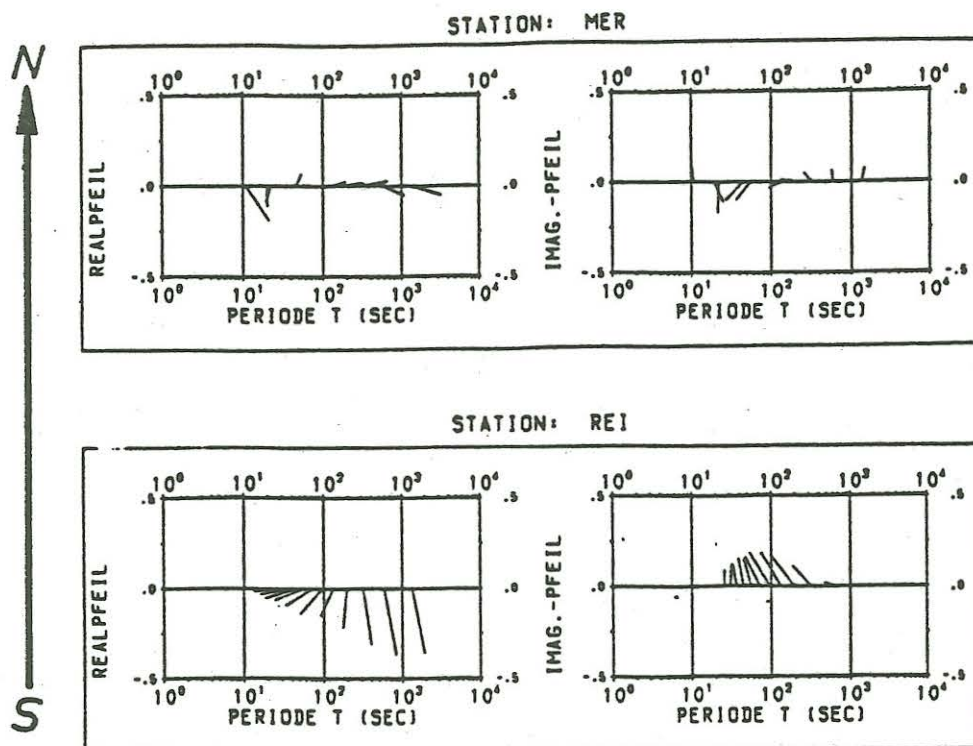 STATION: MER
N
10⁰ 10¹ 10² 10³ 10⁴
.5 .5
REALPFEIL
.0 .0
-.5 -.5
10⁰ 10¹ 10² 10³ 10⁴
PERIODE T (SEC)
10⁰ 10¹ 10² 10³ 10⁴
.5 .5
IMAG.-PFEIL
.0 .0
-.5 -.5
10⁰ 10¹ 10² 10³ 10⁴
PERIODE T (SEC)
STATION: REI
10⁰ 10¹ 10² 10³ 10⁴
.5 .5
REALPFEIL
.0 .0
-.5 -.5
10⁰ 10¹ 10² 10³ 10⁴
PERIODE T (SEC)
10⁰ 10¹ 10² 10³ 10⁴
.5 .5
IMAG.-PFEIL
.0 .0
-.5 -.5
10⁰ 10¹ 10² 10³ 10⁴
PERIODE T (SEC)
S